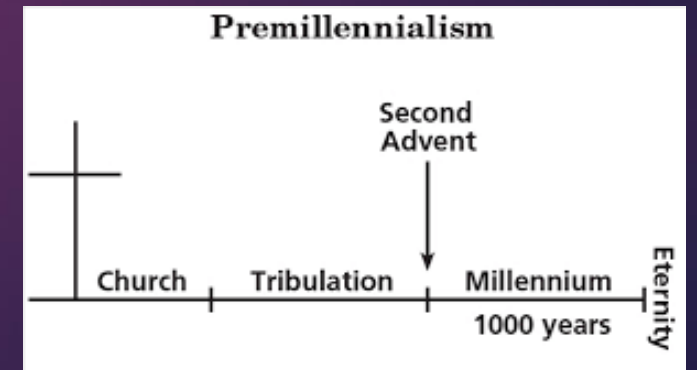 Premillennialism
Second
Advent
Church
Tribulation
Millennium
1000 years
Eternity